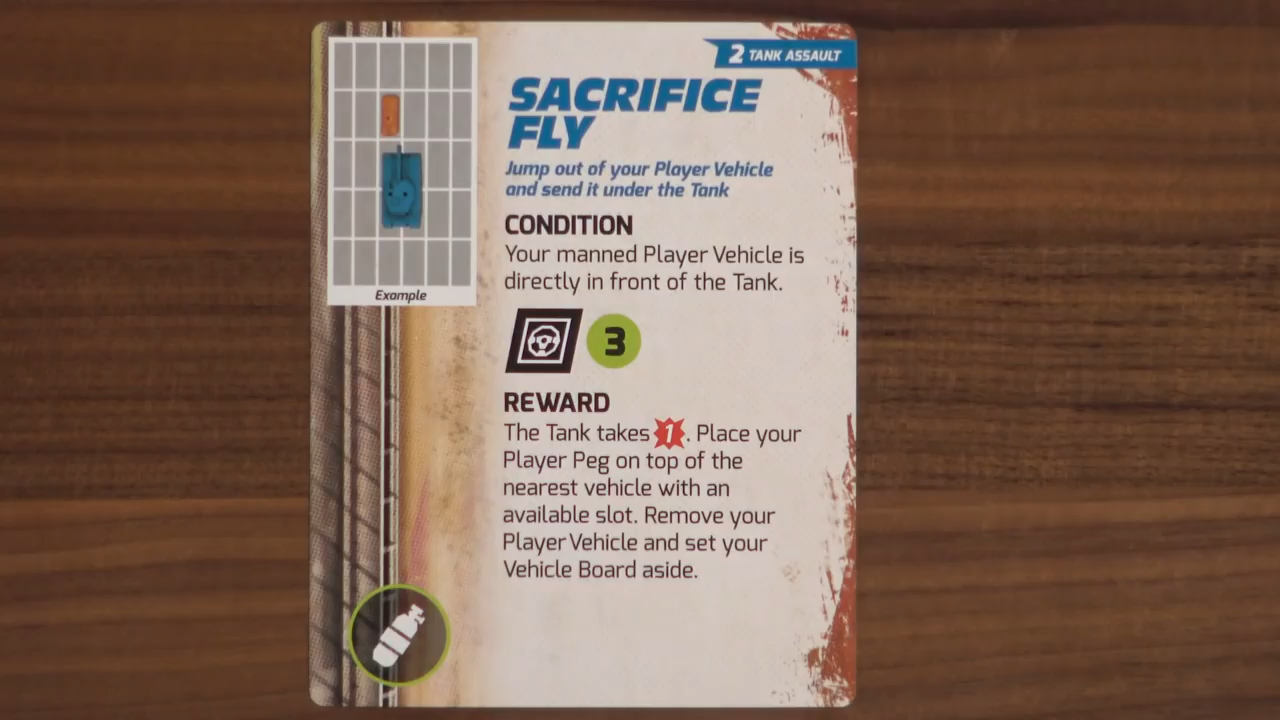 2 TANK ASSAULT
SACRIFICE
FLY
Jump out of your Player Vehicle
and send it under the Tank
CONDITION
Your manned Player Vehicle is
directly in front of the Tank.
3
REWARD
The Tank takes 1. Place your
Player Peg on top of the
nearest vehicle with an
available slot. Remove your
Player Vehicle and set your
Vehicle Board aside.
Example